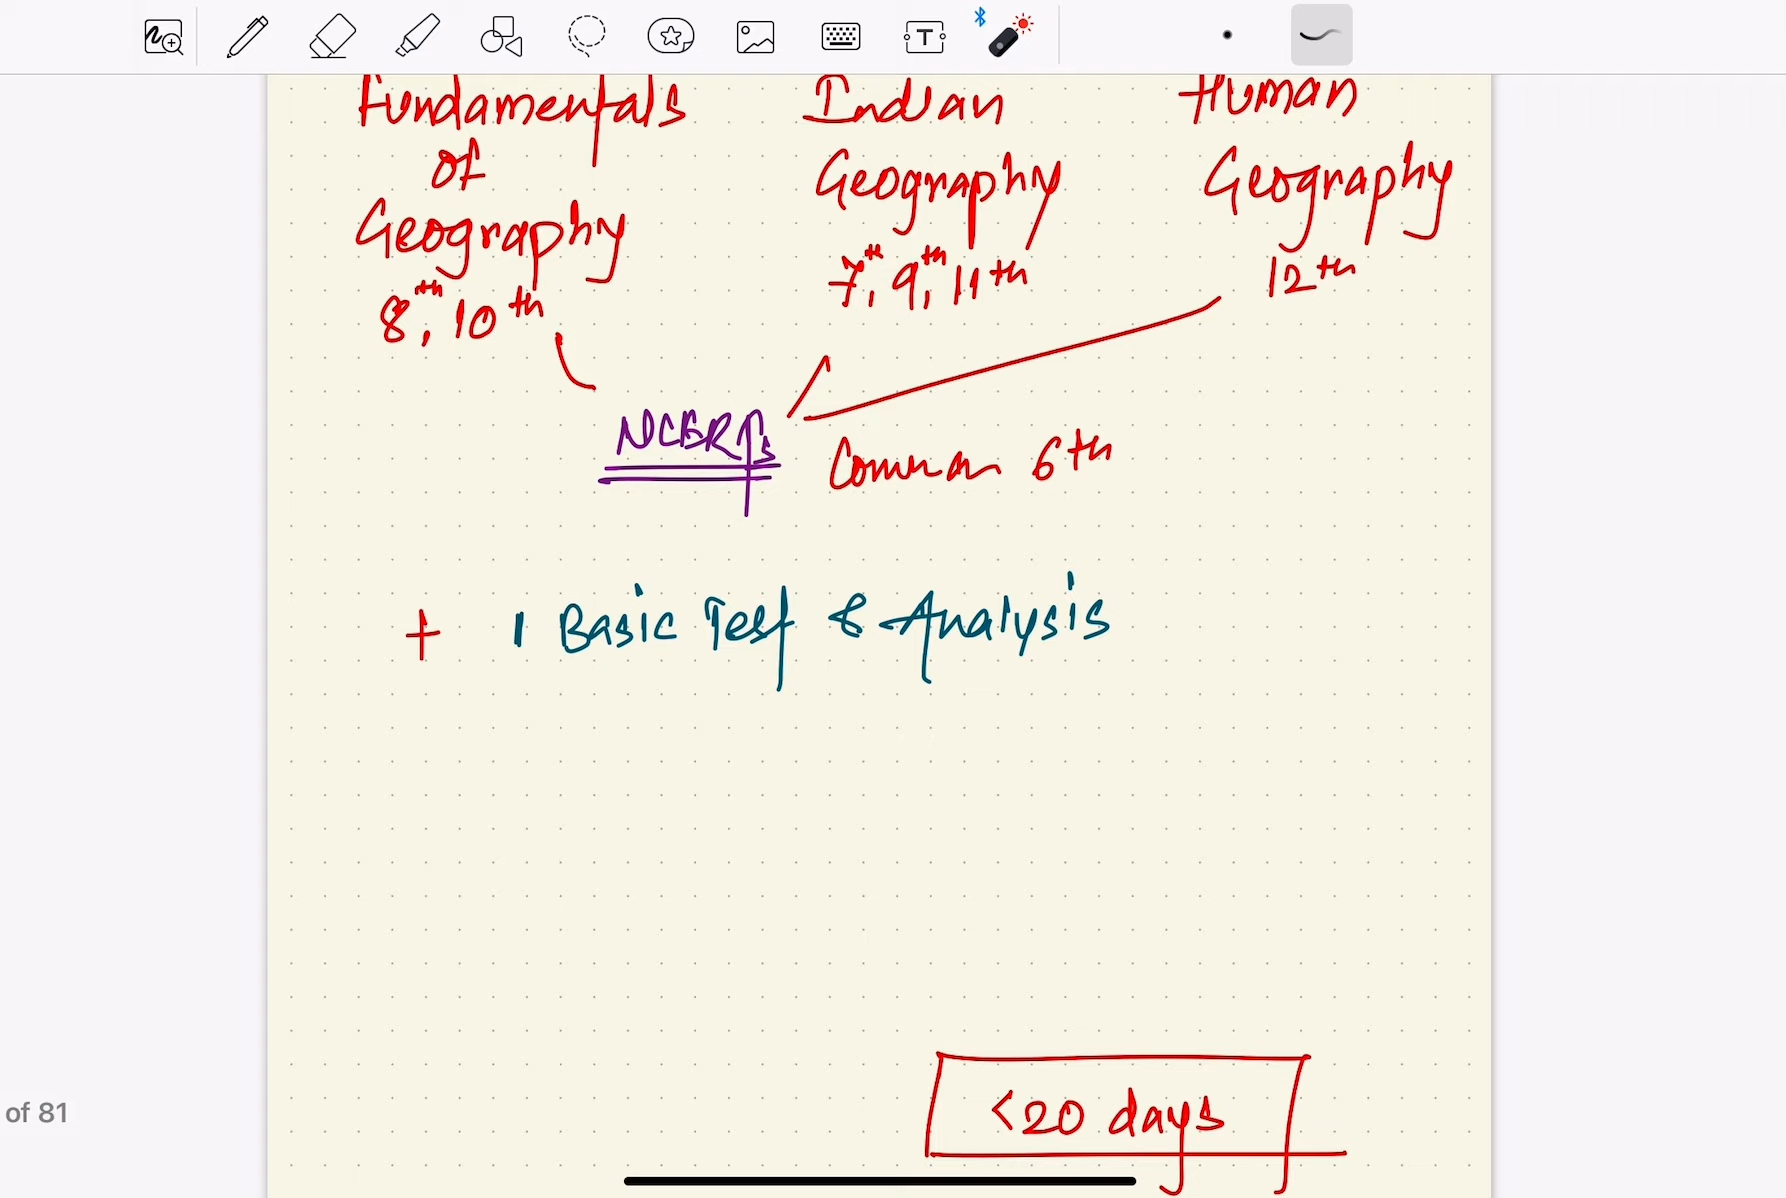 T
Fundamentals
of
Geography
8th, 10th
Indian
Geography
7th, 9th, 11th
Human
Geography
12th
NCERTs
Common 6th
+ 1 Basic Test & Analysis
of 81
<20 days